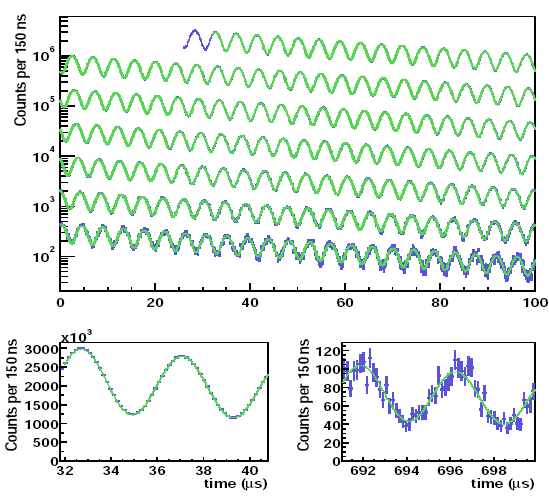 Counts per 150 ns
10⁶
10⁵
10⁴
10³
10²
0 20 40 60 80 100
×10³
Counts per 150 ns
3000
2500
2000
1500
1000
500
0
32 34 36 38 40
time (μs)
Counts per 150 ns
120
100
80
60
40
20
0
692 694 696 698
time (μs)